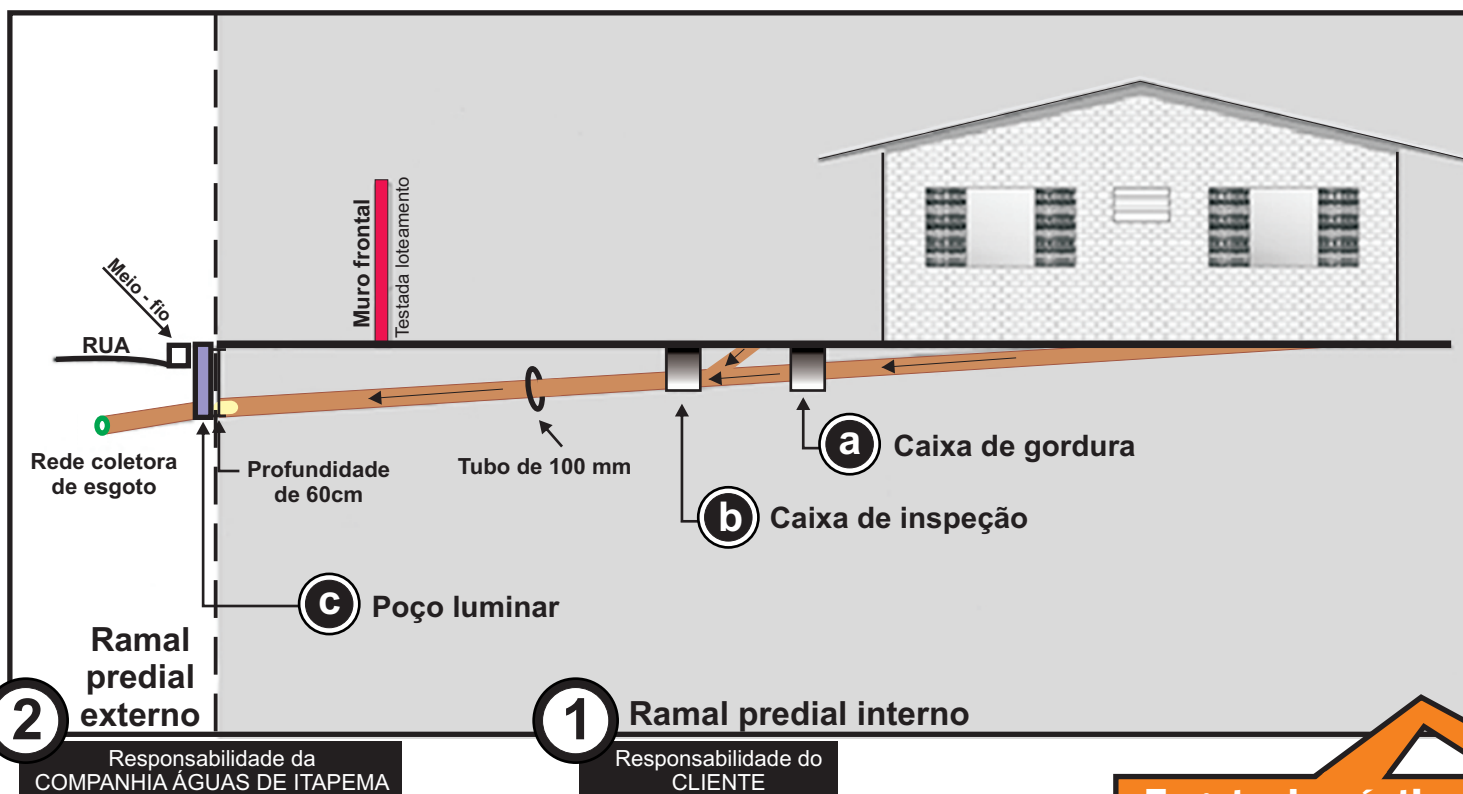 Muro frontal
Testada loteamento
Meio - fio
RUA
Rede coletora
de esgoto
Profundidade
de 60cm
Tubo de 100 mm
a Caixa de gordura
b Caixa de inspeção
c Poço luminar
Ramal
predial
externo
2
1 Ramal predial interno
Responsabilidade da
COMPANHIA ÁGUAS DE ITAPEMA
Responsabilidade do
CLIENTE